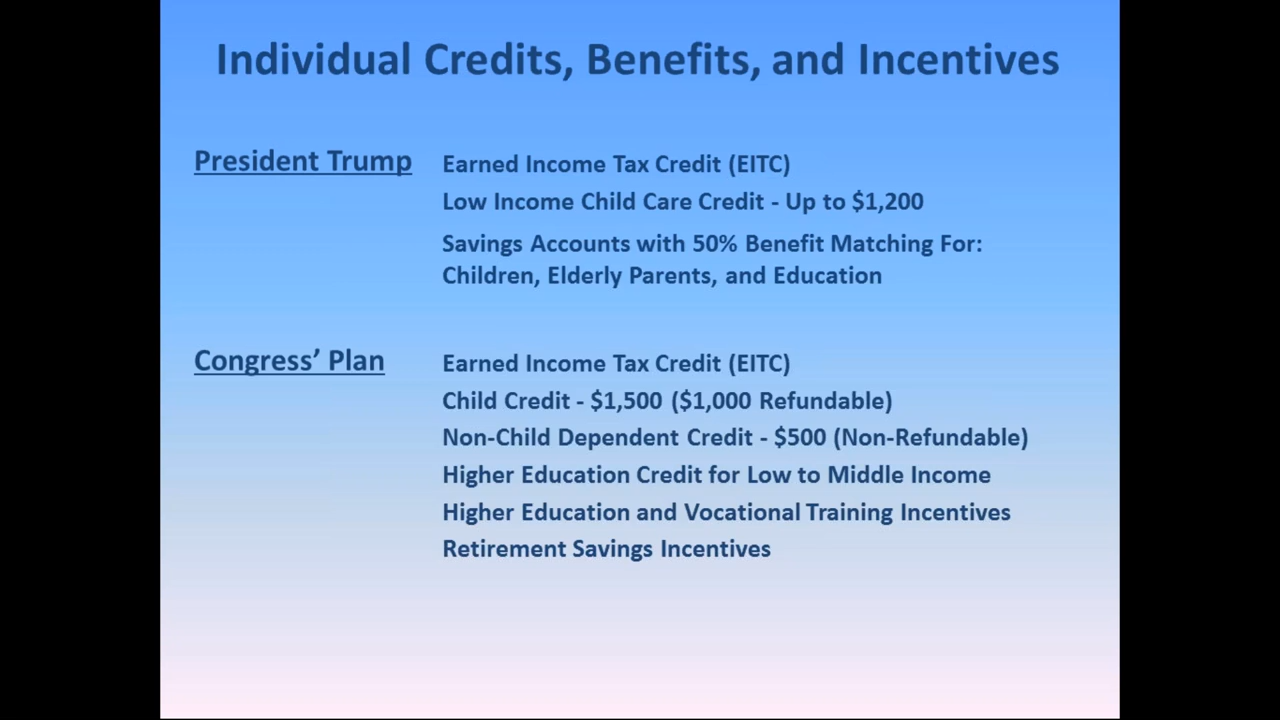 Individual Credits, Benefits, and Incentives
President Trump
Earned Income Tax Credit (EITC)
Low Income Child Care Credit - Up to $1,200
Savings Accounts with 50% Benefit Matching For:
Children, Elderly Parents, and Education
Congress’ Plan
Earned Income Tax Credit (EITC)
Child Credit - $1,500 ($1,000 Refundable)
Non-Child Dependent Credit - $500 (Non-Refundable)
Higher Education Credit for Low to Middle Income
Higher Education and Vocational Training Incentives
Retirement Savings Incentives